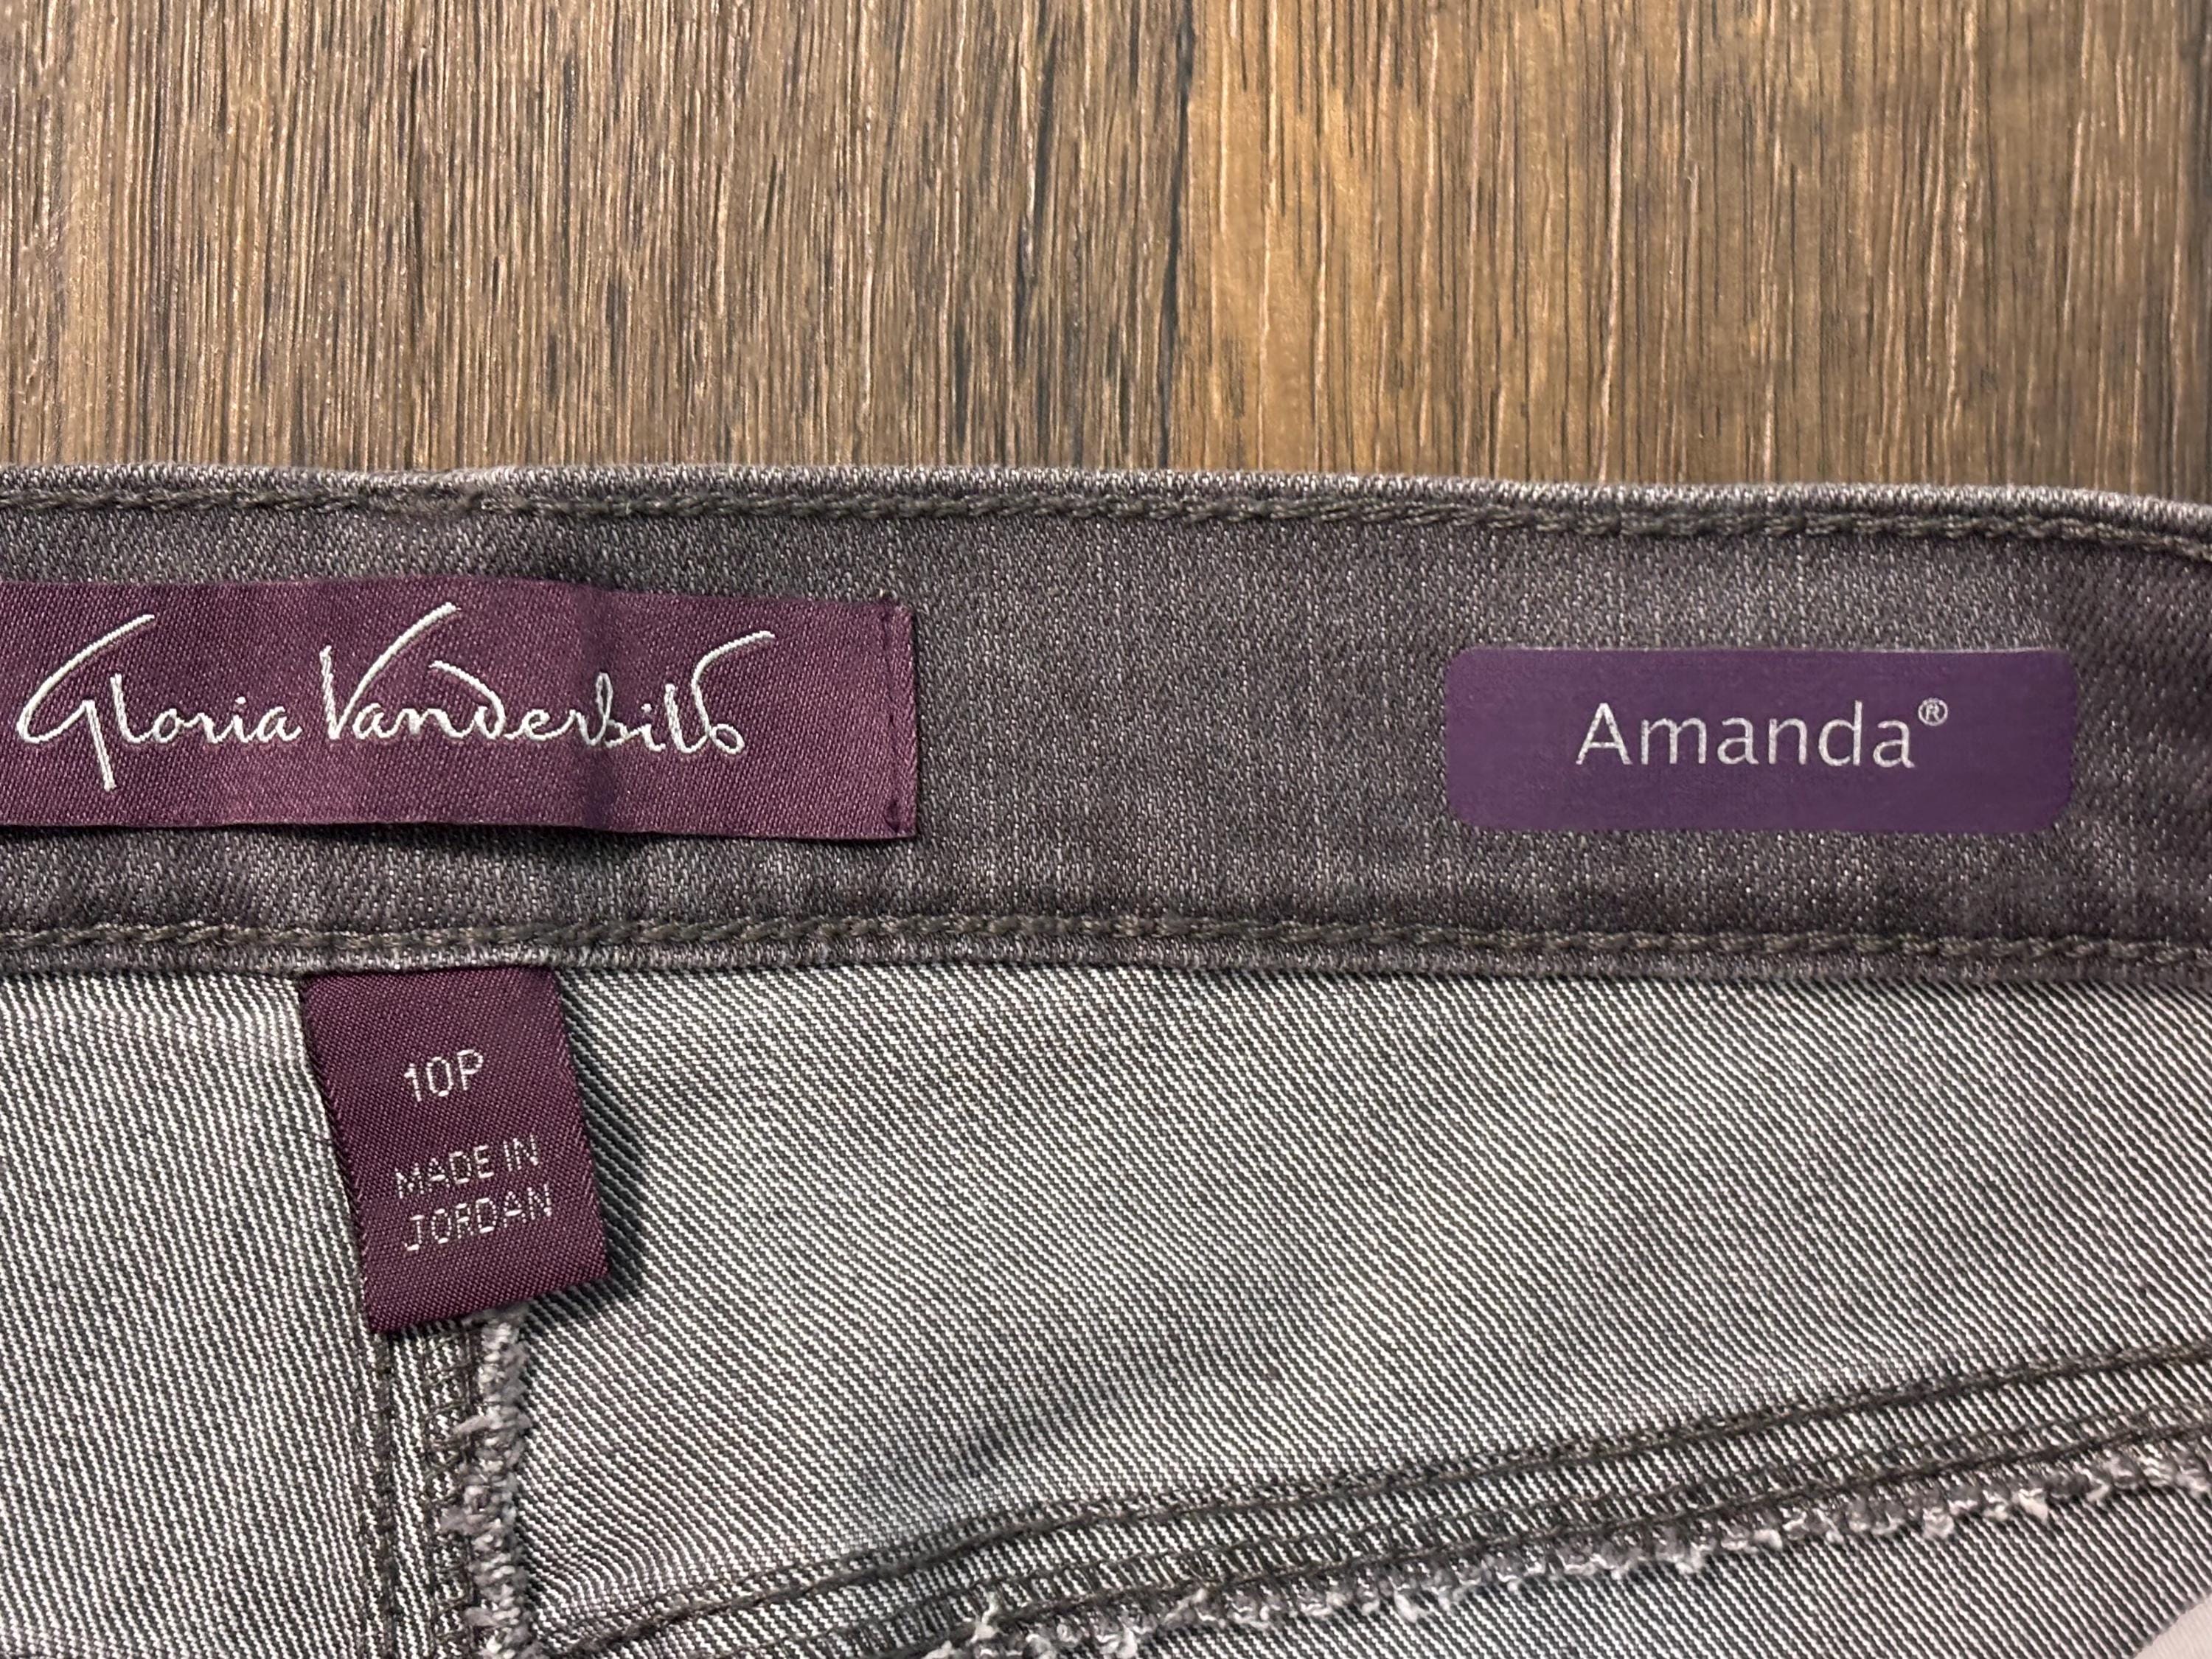 Gloria Vanderbilt
Amanda®
10P
MADE IN
JORDAN